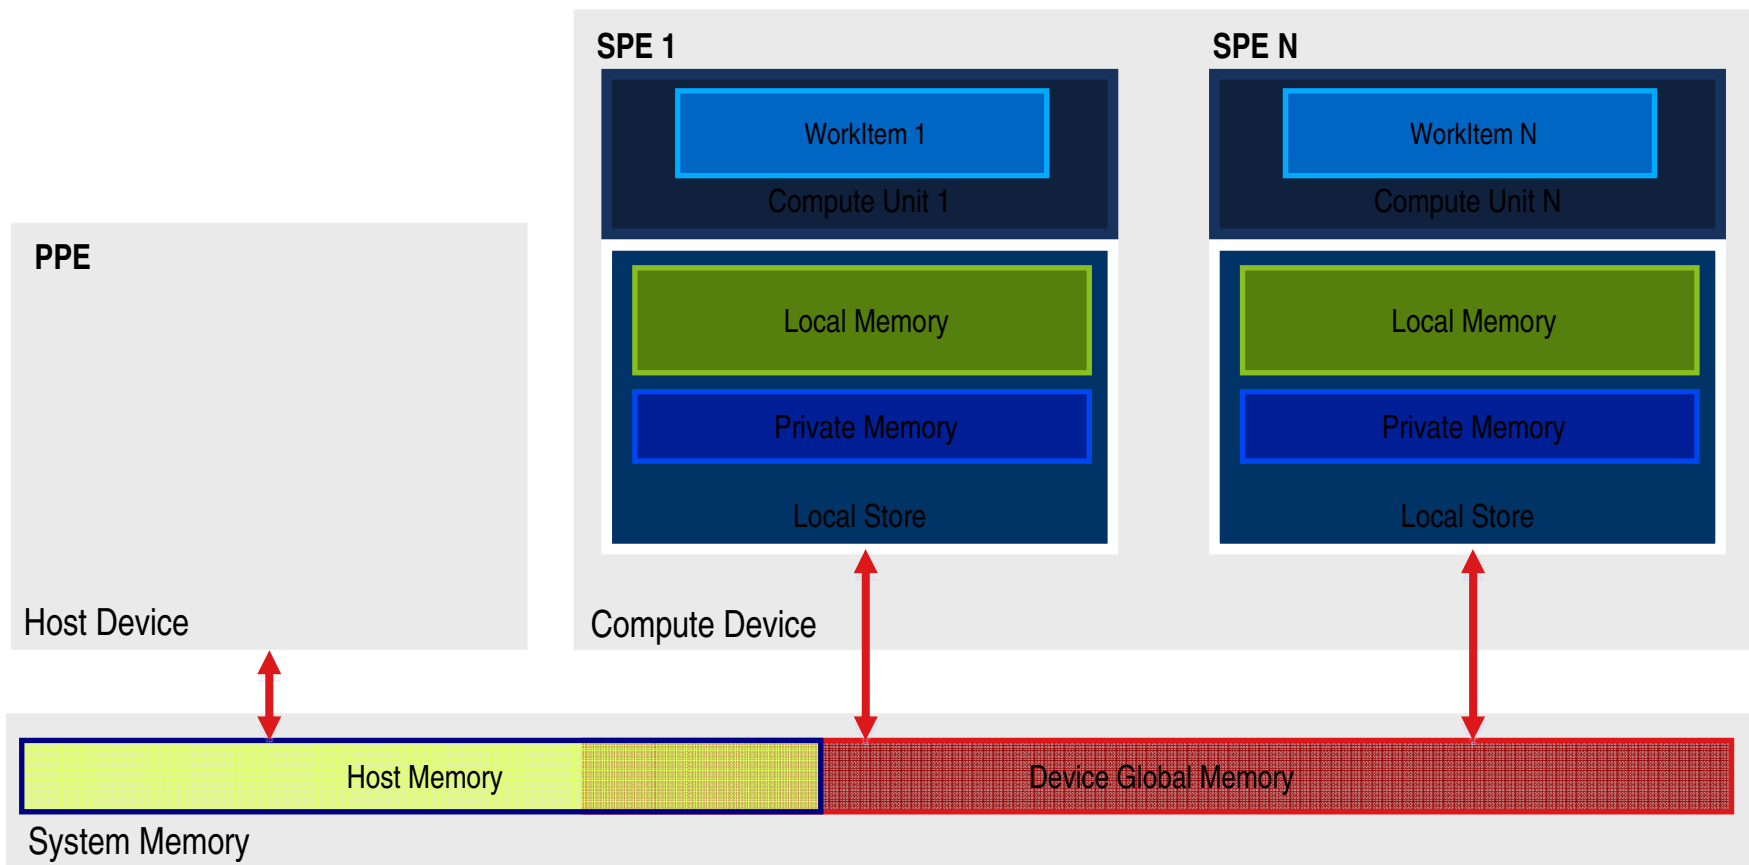 SPE 1
SPE N
WorkItem 1
WorkItem N
Compute Unit 1
Compute Unit N
PPE
Local Memory
Local Memory
Private Memory
Private Memory
Local Store
Local Store
Host Device
Compute Device
Host Memory
Device Global Memory
System Memory